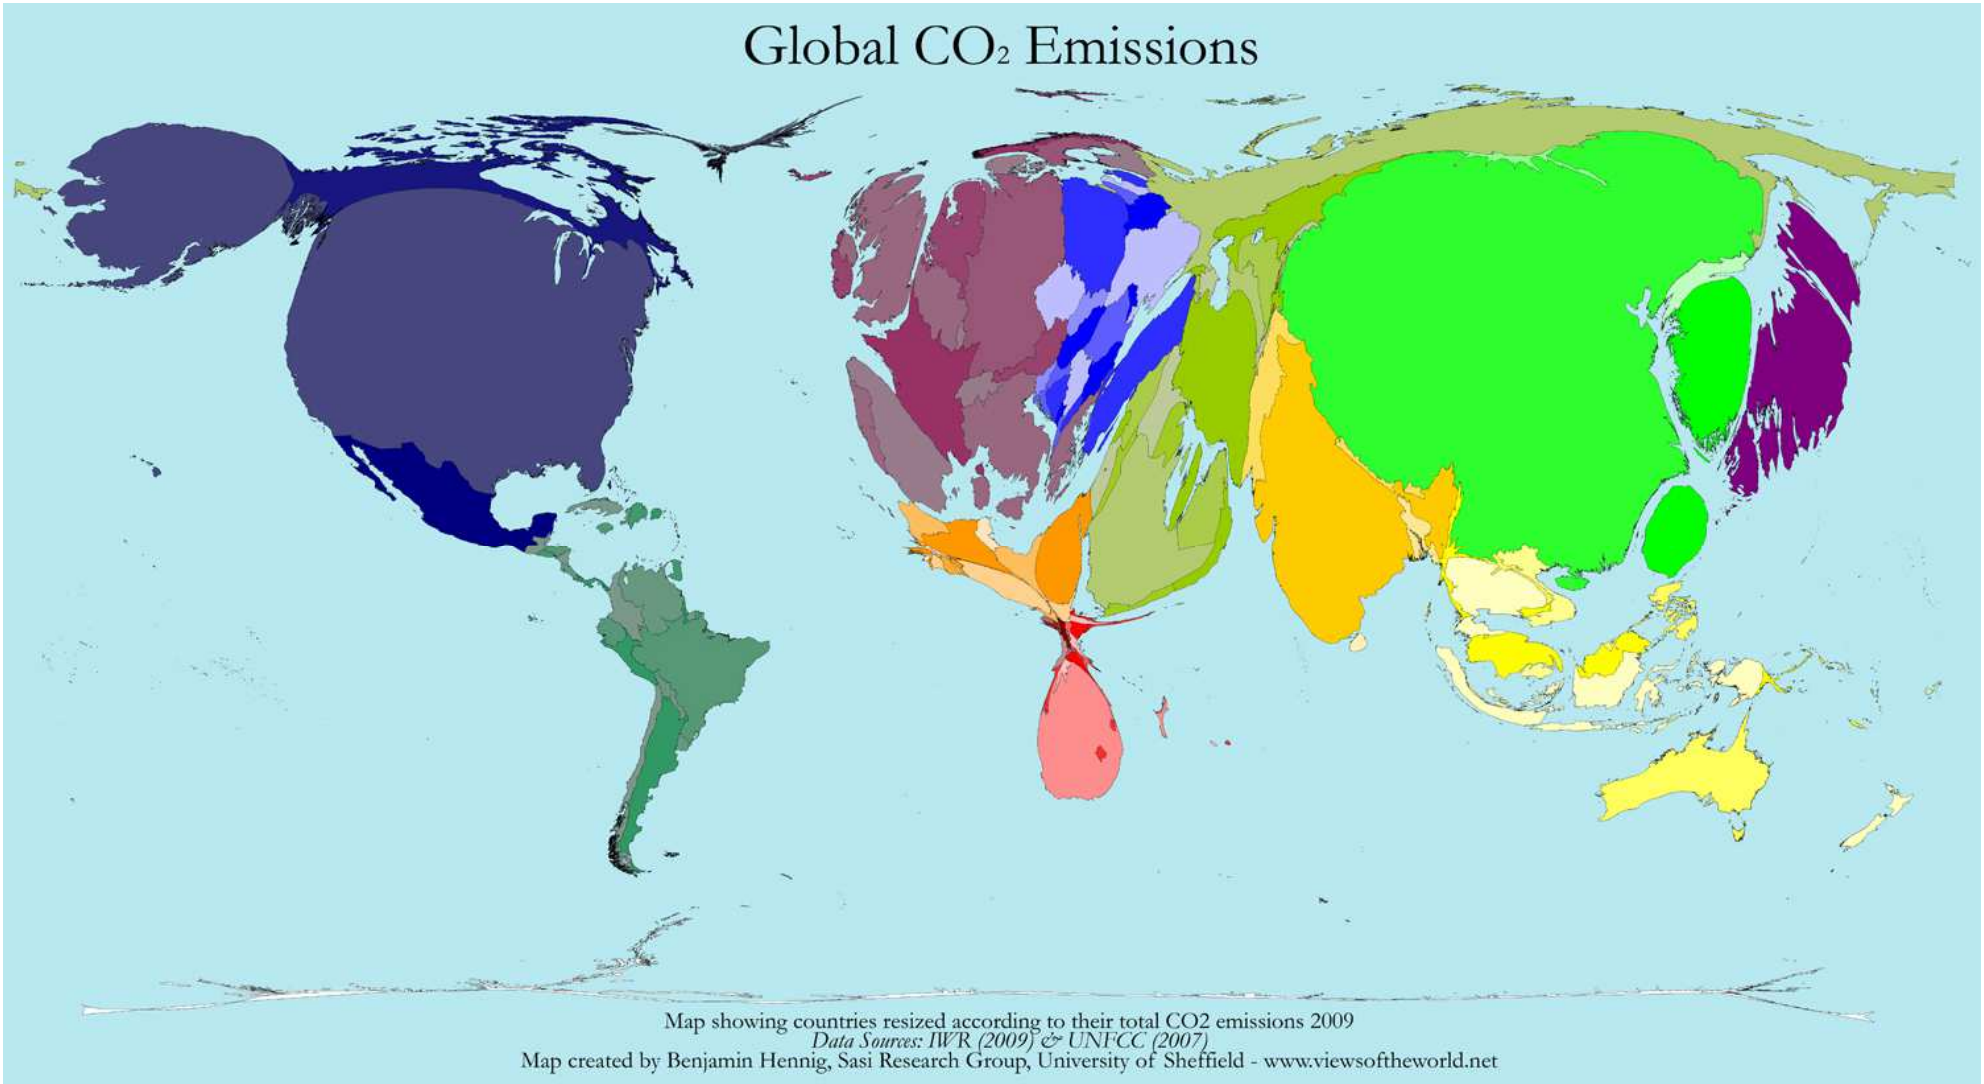 Global CO₂ Emissions
Map showing countries resized according to their total CO2 emissions 2009
Data Sources: IWR (2009) & UNFCC (2007)
Map created by Benjamin Hennig, Sasi Research Group, University of Sheffield - www.viewsoftheworld.net